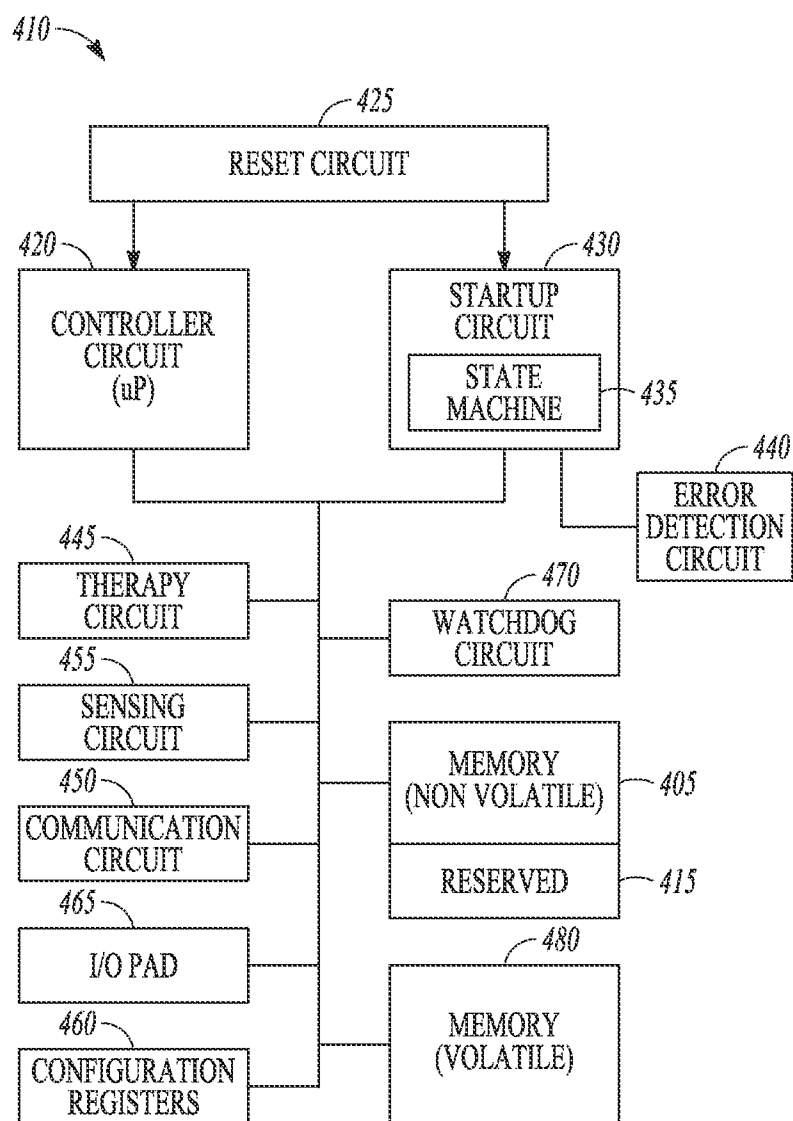 410
425
RESET CIRCUIT
420
CONTROLLER
CIRCUIT
(uP)
430
STARTUP
CIRCUIT
STATE
MACHINE
435
440
ERROR
DETECTION
CIRCUIT
445
THERAPY
CIRCUIT
470
WATCHDOG
CIRCUIT
455
SENSING
CIRCUIT
MEMORY
(NON VOLATILE)
405
450
COMMUNICATION
CIRCUIT
RESERVED
415
465
I/O PAD
480
MEMORY
(VOLATILE)
460
CONFIGURATION
REGISTERS